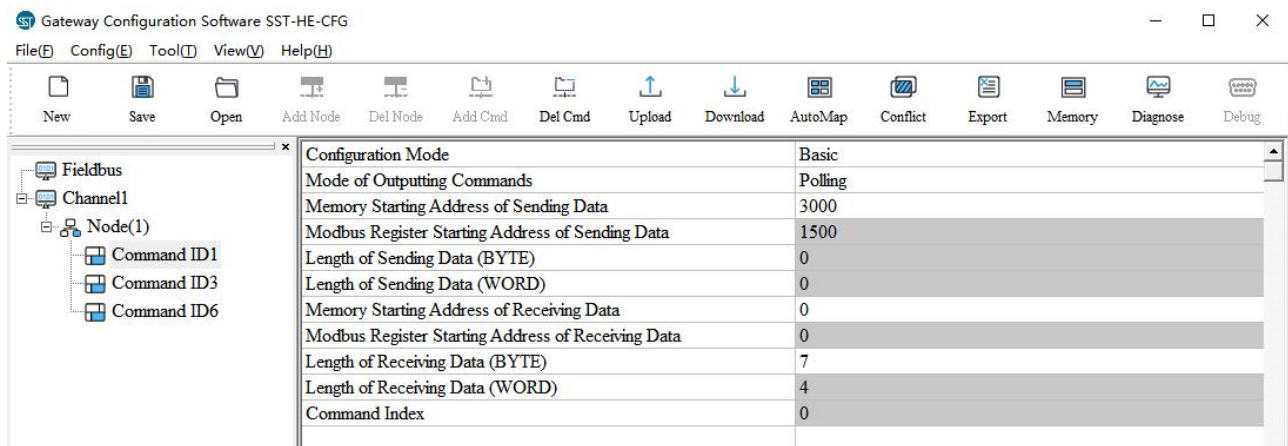 SST Gateway Configuration Software SST-HE-CFG
File(F) Config(E) Tool(T) View(V) Help(H)
New Save Open Add Node Del Node Add Cmd Del Cmd Upload Download AutoMap Conflict Export Memory Diagnose Debug
Fieldbus
Channel1
Node(1)
Command ID1
Command ID3
Command ID6
Configuration Mode Basic
Mode of Outputting Commands Polling
Memory Starting Address of Sending Data 3000
Modbus Register Starting Address of Sending Data 1500
Length of Sending Data (BYTE) 0
Length of Sending Data (WORD) 0
Memory Starting Address of Receiving Data 0
Modbus Register Starting Address of Receiving Data 0
Length of Receiving Data (BYTE) 7
Length of Receiving Data (WORD) 4
Command Index 0